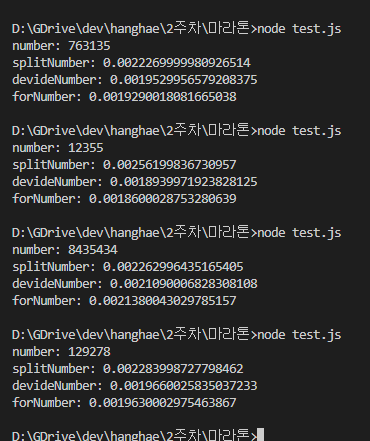 D:\GDrive\dev\hanghae\2주차\마라톤>node test.js
number: 763135
splitNumber: 0.0022269999980926514
devideNumber: 0.0019529956579208375
forNumber: 0.0019290018081665038
D:\GDrive\dev\hanghae\2주차\마라톤>node test.js
number: 12355
splitNumber: 0.00256199836730957
devideNumber: 0.0018939971923828125
forNumber: 0.0018600028753280639
D:\GDrive\dev\hanghae\2주차\마라톤>node test.js
number: 8435434
splitNumber: 0.002262996435165405
devideNumber: 0.0021090006828308108
forNumber: 0.0021380043029785157
D:\GDrive\dev\hanghae\2주차\마라톤>node test.js
number: 129278
splitNumber: 0.002283998727798462
devideNumber: 0.0019660025835037233
forNumber: 0.0019630002975463867
D:\GDrive\dev\hanghae\2주차\마라톤>